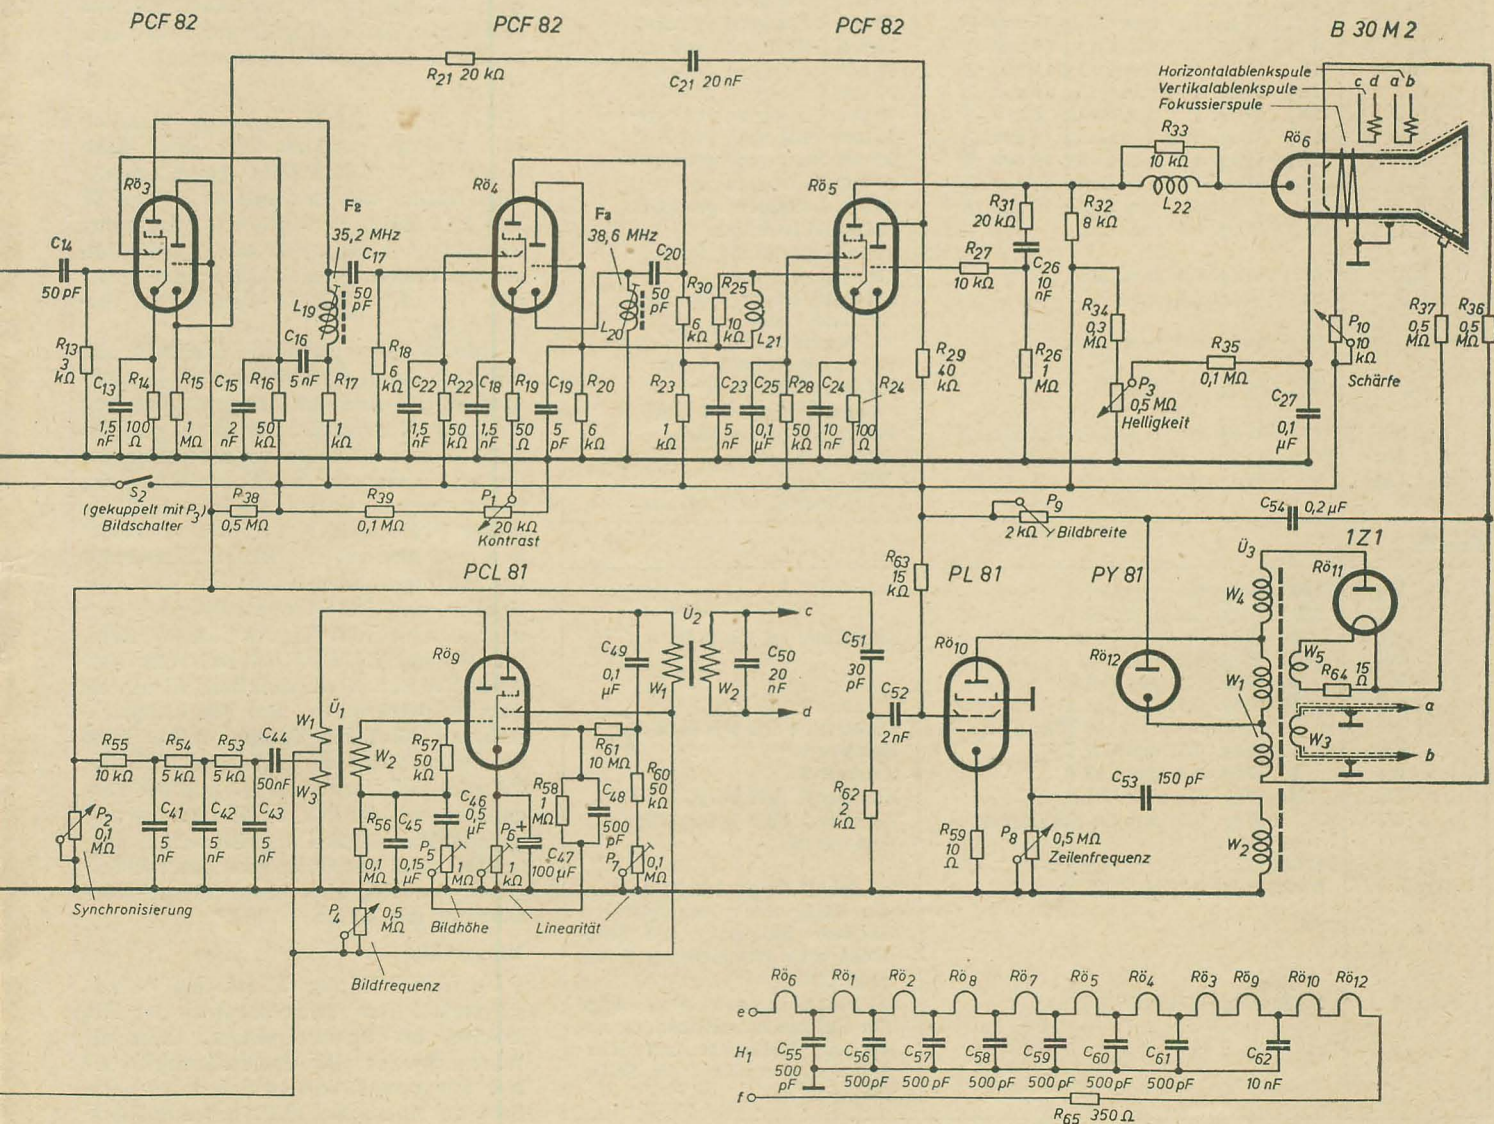 PCF 82
PCF 82
PCF 82
B 30 M 2
R21 20 kΩ
C21 20 nF
Horizontalablenkspule
c d a b
Vertikalablenkspule
Fokussierspule
Rö3
Rö4
Rö5
Rö6
R33
10 kΩ
L22
F2
35,2 MHz
F3
38,6 MHz
C14
50 pF
C17
50 pF
C20
50 pF
R30
6 kΩ
R25
10 kΩ
R27
10 kΩ
R31
20 kΩ
R32
8 kΩ
C26
10 nF
L19
L20
L21
R13
3 kΩ
C16
5 nF
R18
6 kΩ
R29
40 kΩ
R26
1 MΩ
R34
0,3 MΩ
R35
0,1 MΩ
P10
10 kΩ
Schärfe
R37
0,5 MΩ
R36
0,5 MΩ
P3
0,5 MΩ
Helligkeit
C27
0,1 µF
C13
1,5 nF
R14
100 Ω
R15
1 MΩ
C15
2 nF
R16
50 kΩ
R17
1 kΩ
C22
1,5 nF
R22
50 kΩ
C18
1,5 nF
R19
50 Ω
C19
5 pF
R20
6 kΩ
R23
1 kΩ
C23
5 nF
C25
0,1 µF
R28
50 kΩ
C24
10 nF
R24
100 Ω
S2
(gekuppelt mit P3)
Bildschalter
R38
0,5 MΩ
R39
0,1 MΩ
P1
20 kΩ
Kontrast
P9
2 kΩ Bildbreite
C54 0,2 µF
PCL 81
R63
15 kΩ
PL 81
PY 81
Ü3
1Z1
Rö11
Rö9
Rö10
Rö12
Ü2
c
C49
0,1 µF
W1
W2
C50
20 nF
d
C51
30 pF
C52
2 nF
W4
W5
R64
15 Ω
W1
a
W3
b
Ü1
W1
W2
W3
R55
10 kΩ
R54
5 kΩ
R53
5 kΩ
C44
50nF
R57
50 kΩ
R61
10 MΩ
R60
50 kΩ
R58
1 MΩ
C48
500 pF
R62
2 kΩ
C53 150 pF
P2
0,1 MΩ
C41
5 nF
C42
5 nF
C43
5 nF
R56
0,1 MΩ
C45
0,15 µF
C46
0,5 µF
P5
1 MΩ
P6
1 kΩ
+
C47
100 µF
P7
0,1 MΩ
R59
10 Ω
P8
0,5 MΩ
Zeilenfrequenz
W2
Synchronisierung
P4
0,5 MΩ
Bildhöhe
Linearität
Bildfrequenz
Rö6 Rö1 Rö2 Rö8 Rö7 Rö5 Rö4 Rö3 Rö9 Rö10 Rö12
e
H1
C55 C56 C57 C58 C59 C60 C61 C62
500 pF 500 pF 500 pF 500 pF 500 pF 500 pF 500 pF 10 nF
f
R65 350 Ω